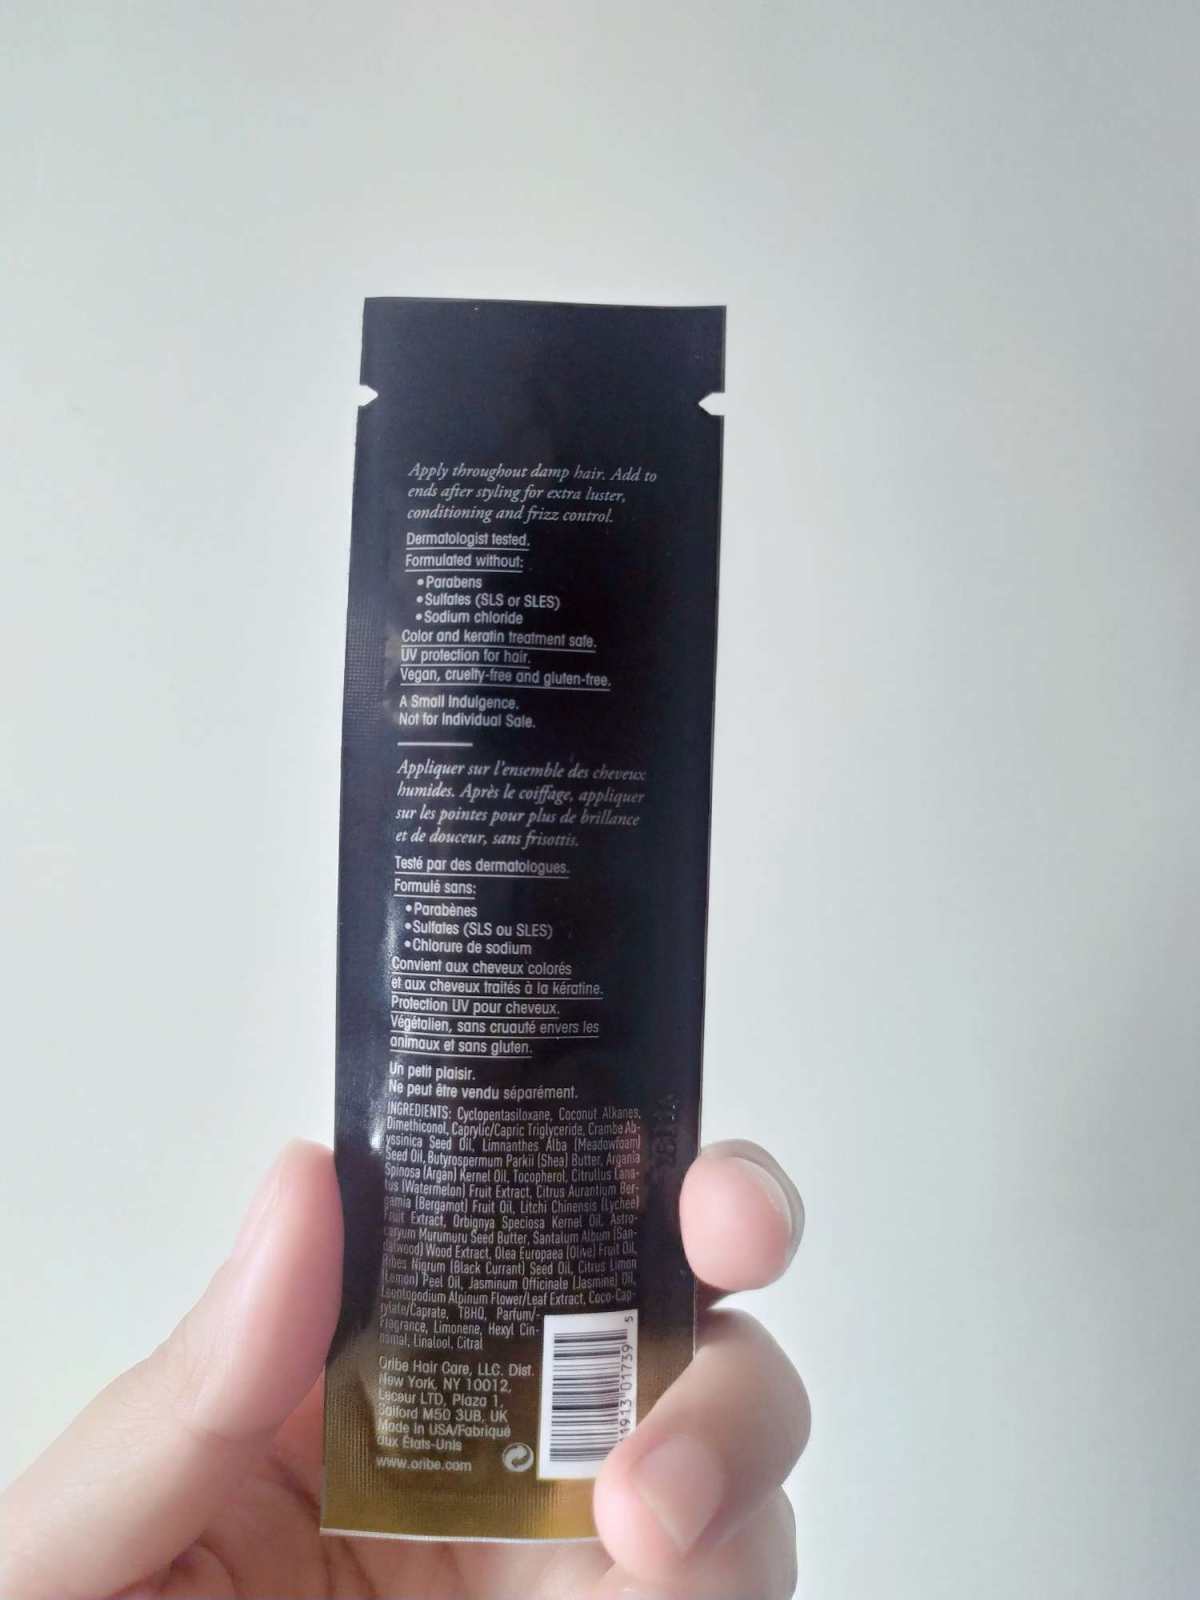 Apply throughout damp hair. Add to
ends after styling for extra luster,
conditioning and frizz control.
Dermatologist tested.
Formulated without:
•Parabens
•Sulfates (SLS or SLES)
•Sodium chloride
Color and keratin treatment safe.
UV protection for hair.
Vegan, cruelty-free and gluten-free.
A Small Indulgence.
Not for Individual Sale.
Appliquer sur l'ensemble des cheveux
humides. Après le coiffage, appliquer
sur les pointes pour plus de brillance
et de douceur, sans frisottis.
Testé par des dermatologues.
Formulé sans:
•Parabènes
•Sulfates (SLS ou SLES)
•Chlorure de sodium
Convient aux cheveux colorés
et aux cheveux traités à la kératine.
Protection UV pour cheveux.
Végétalien, sans cruauté envers les
animaux et sans gluten.
Un petit plaisir.
Ne peut être vendu séparément.
INGREDIENTS: Cyclopentasiloxane, Coconut Alkanes,
Dimethiconol, Caprylic/Capric Triglyceride, Crambe Ab-
yssinica Seed Oil, Limnanthes Alba (Meadowfoam)
Seed Oil, Butyrospermum Parkii (Shea) Butter, Argania
Spinosa (Argan) Kernel Oil, Tocopherol, Citrullus Lana-
tus (Watermelon) Fruit Extract, Citrus Aurantium Ber-
gamia (Bergamot) Fruit Oil, Litchi Chinensis (Lychee)
Fruit Extract, Orbignya Speciosa Kernel Oil, Astro-
caryum Murumuru Seed Butter, Santalum Album (San-
dalwood) Wood Extract, Olea Europaea (Olive) Fruit Oil,
Ribes Nigrum (Black Currant) Seed Oil, Citrus Limon
(Lemon) Peel Oil, Jasminum Officinale (Jasmine) Oil,
Leontopodium Alpinum Flower/Leaf Extract, Coco-Cap-
rylate/Caprate, TBHQ, Parfum/-
Fragrance, Limonene, Hexyl Cin-
namal, Linalool, Citral
Oribe Hair Care, LLC. Dist.
New York, NY 10012,
Leceur LTD, Plaza 1,
Salford M50 3UB, UK
Made in USA/Fabriqué
aux États-Unis
www.oribe.com
11913 01739 5